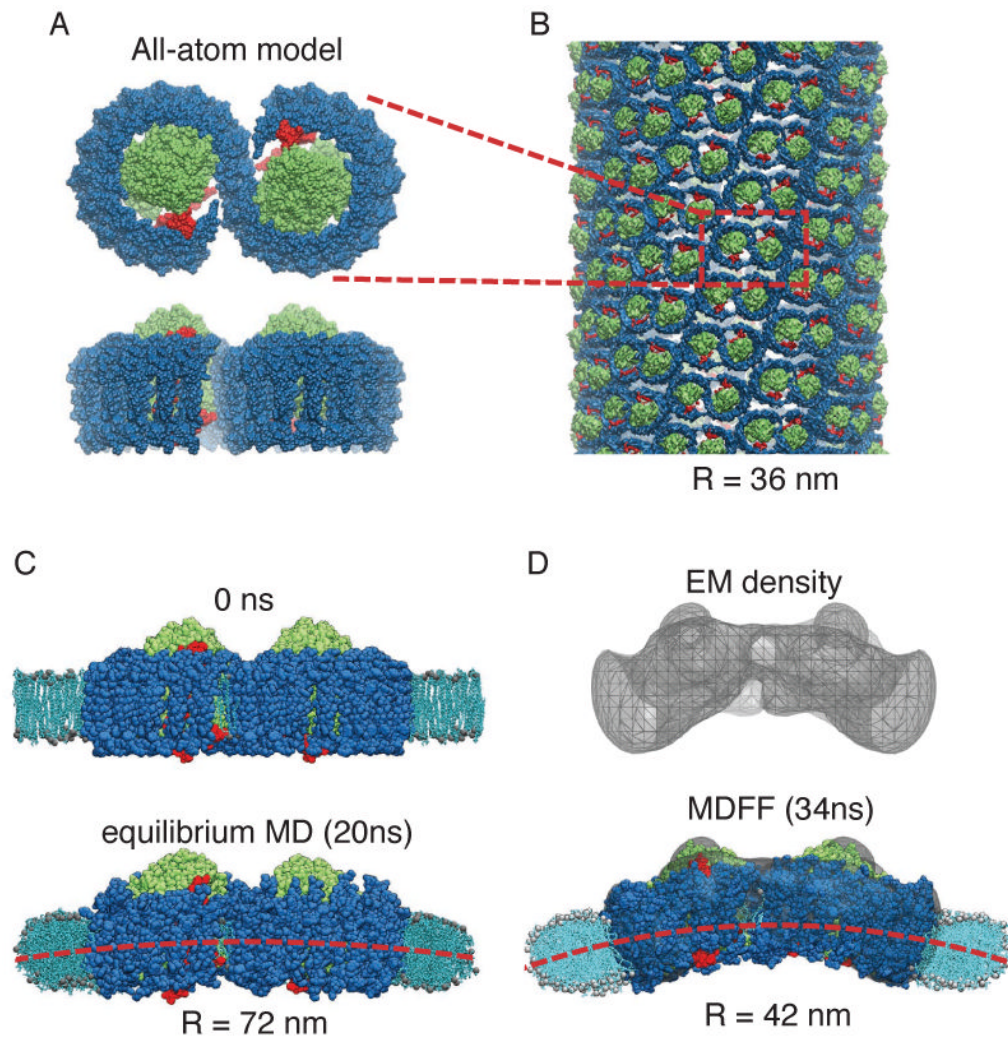 A
All-atom model
B
R = 36 nm
C
0 ns
equilibrium MD (20ns)
R = 72 nm
D
EM density
MDFF (34ns)
R = 42 nm